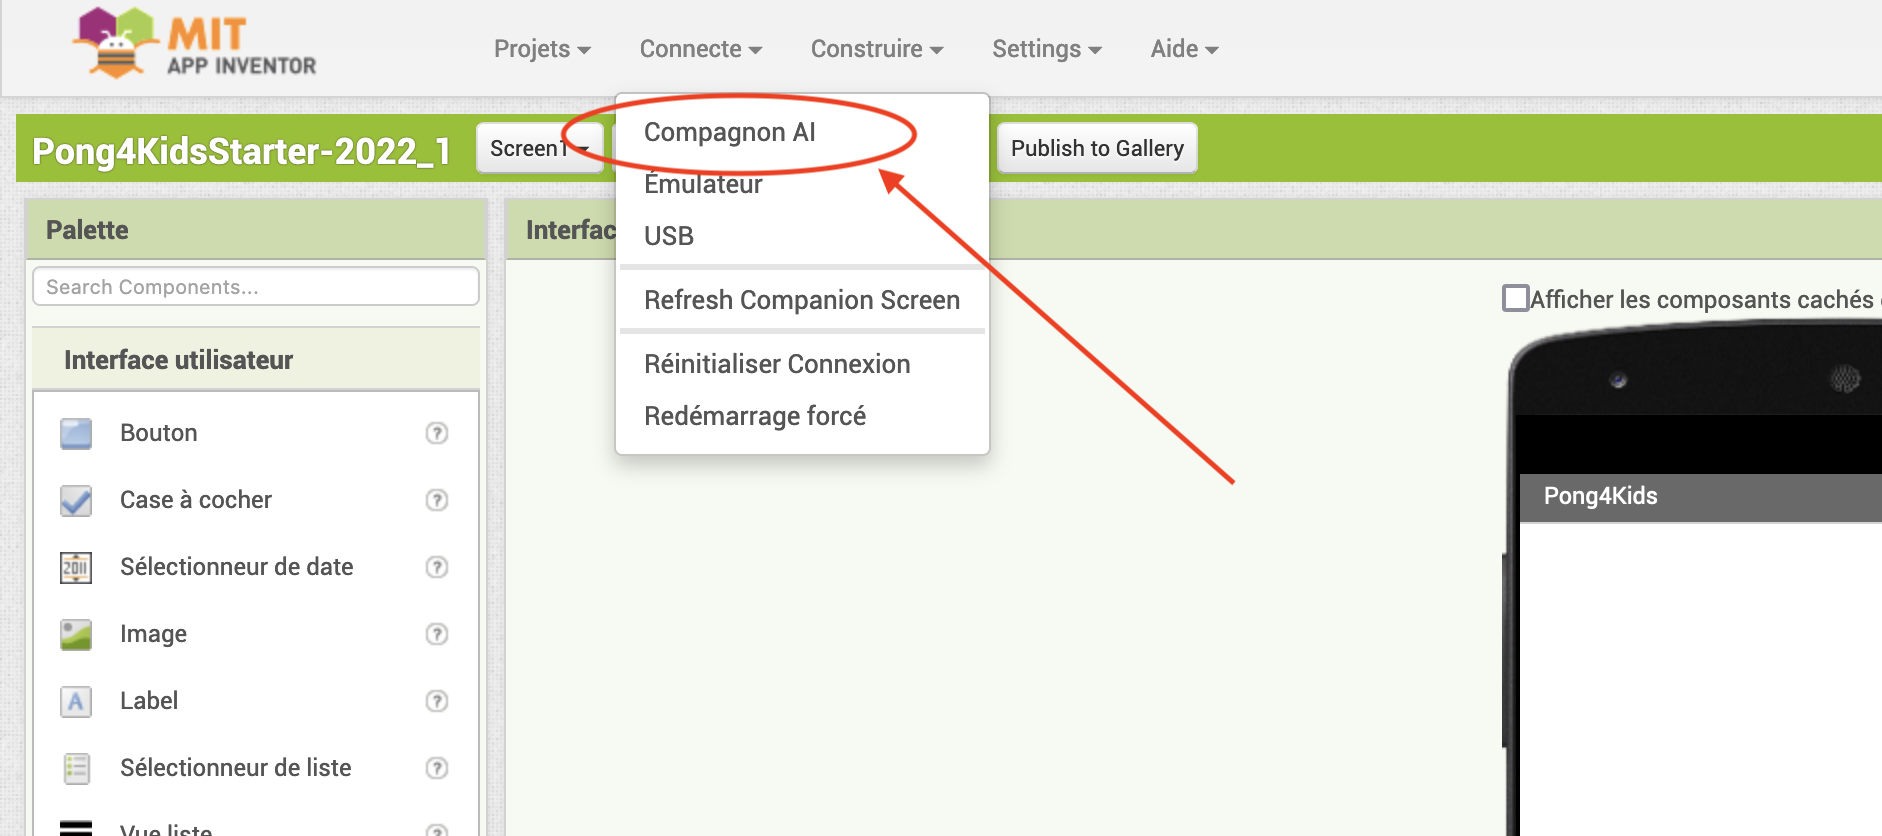 MIT
APP INVENTOR
Projets
Connecte
Construire
Settings
Aide
Pong4KidsStarter-2022_1
Screen1
Publish to Gallery
Compagnon AI
Émulateur
USB
Refresh Companion Screen
Réinitialiser Connexion
Redémarrage forcé
Palette
Search Components...
Interface utilisateur
Bouton
?
Case à cocher
?
2011
Sélectionneur de date
?
Image
?
A
Label
?
Sélectionneur de liste
?
Vue liste
?
Interfac
Afficher les composants cachés
Pong4Kids